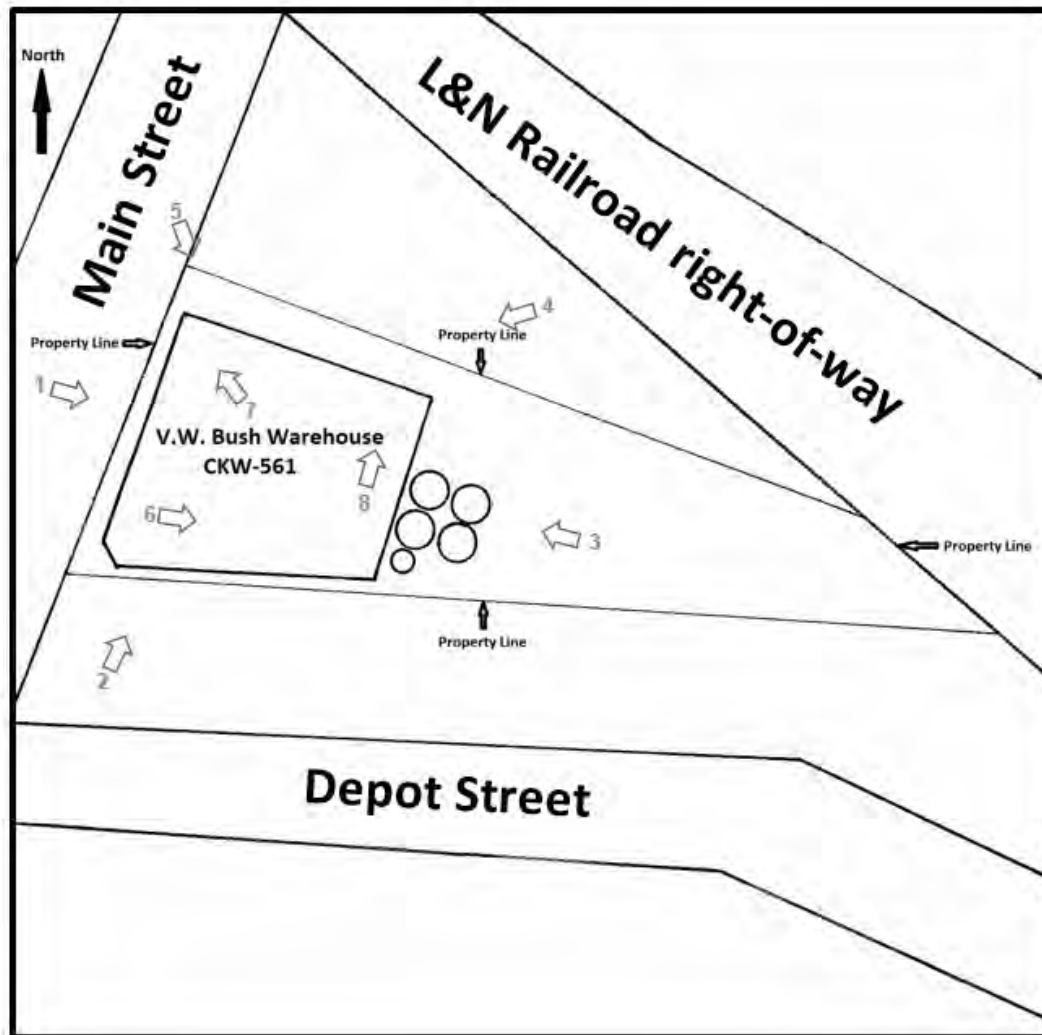 North
Main Street
L&N Railroad right-of-way
5
4
Property Line
Property Line
1
7
V.W. Bush Warehouse
CKW-561
8
6
3
Property Line
Property Line
2
Depot Street